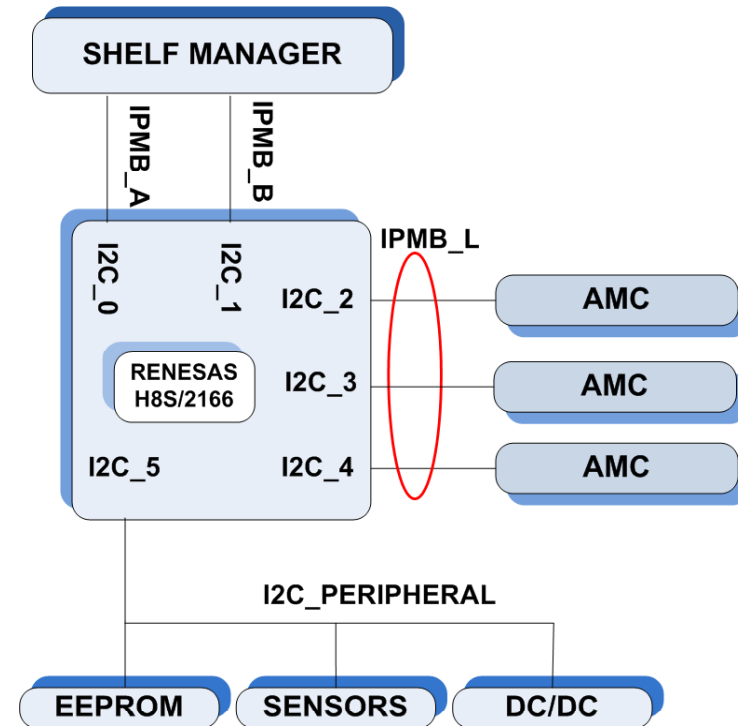 SHELF MANAGER
IPMB_A
IPMB_B
IPMB_L
I2C_0
I2C_1
I2C_2
AMC
RENESAS
H8S/2166
I2C_3
AMC
I2C_5
I2C_4
AMC
I2C_PERIPHERAL
EEPROM
SENSORS
DC/DC